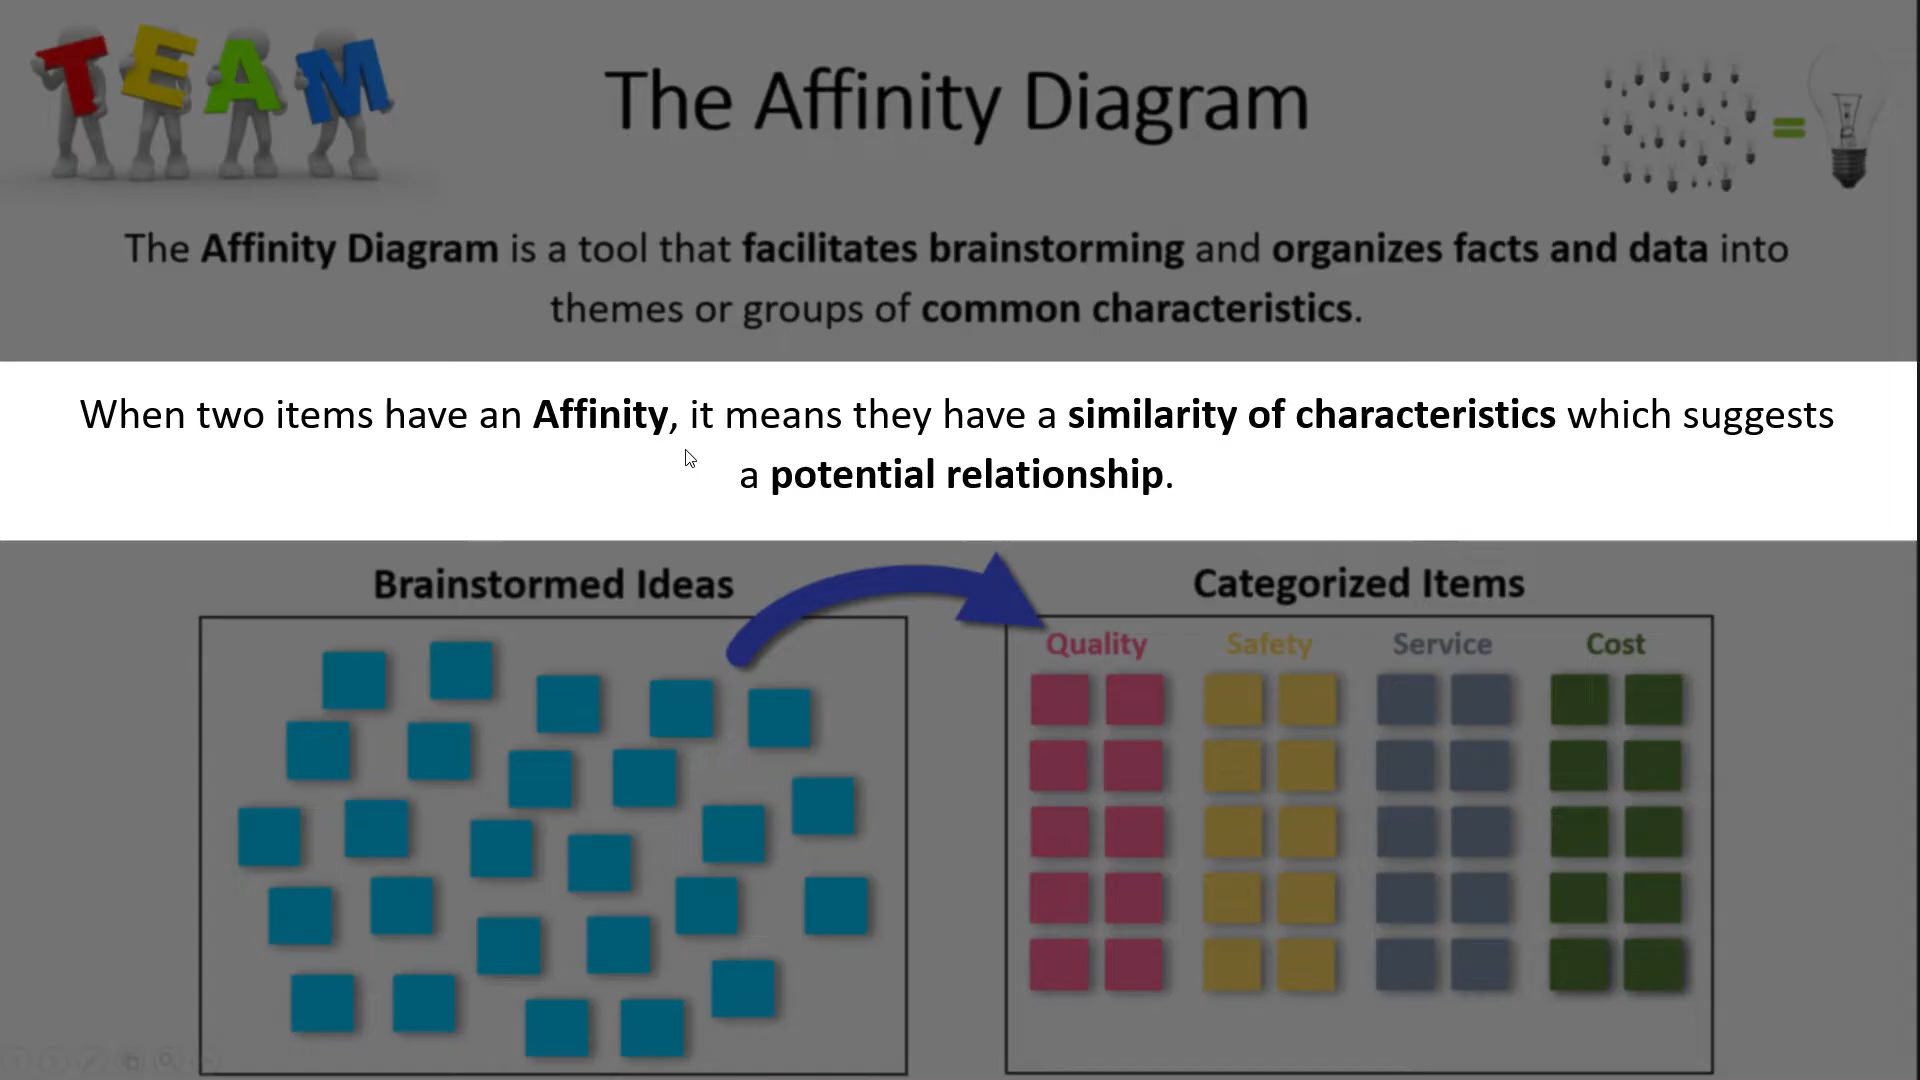 TEAM
The Affinity Diagram
=
The Affinity Diagram is a tool that facilitates brainstorming and organizes facts and data into
themes or groups of common characteristics.
When two items have an Affinity, it means they have a similarity of characteristics which suggests
a potential relationship.
Brainstormed Ideas
Categorized Items
Quality Safety Service Cost